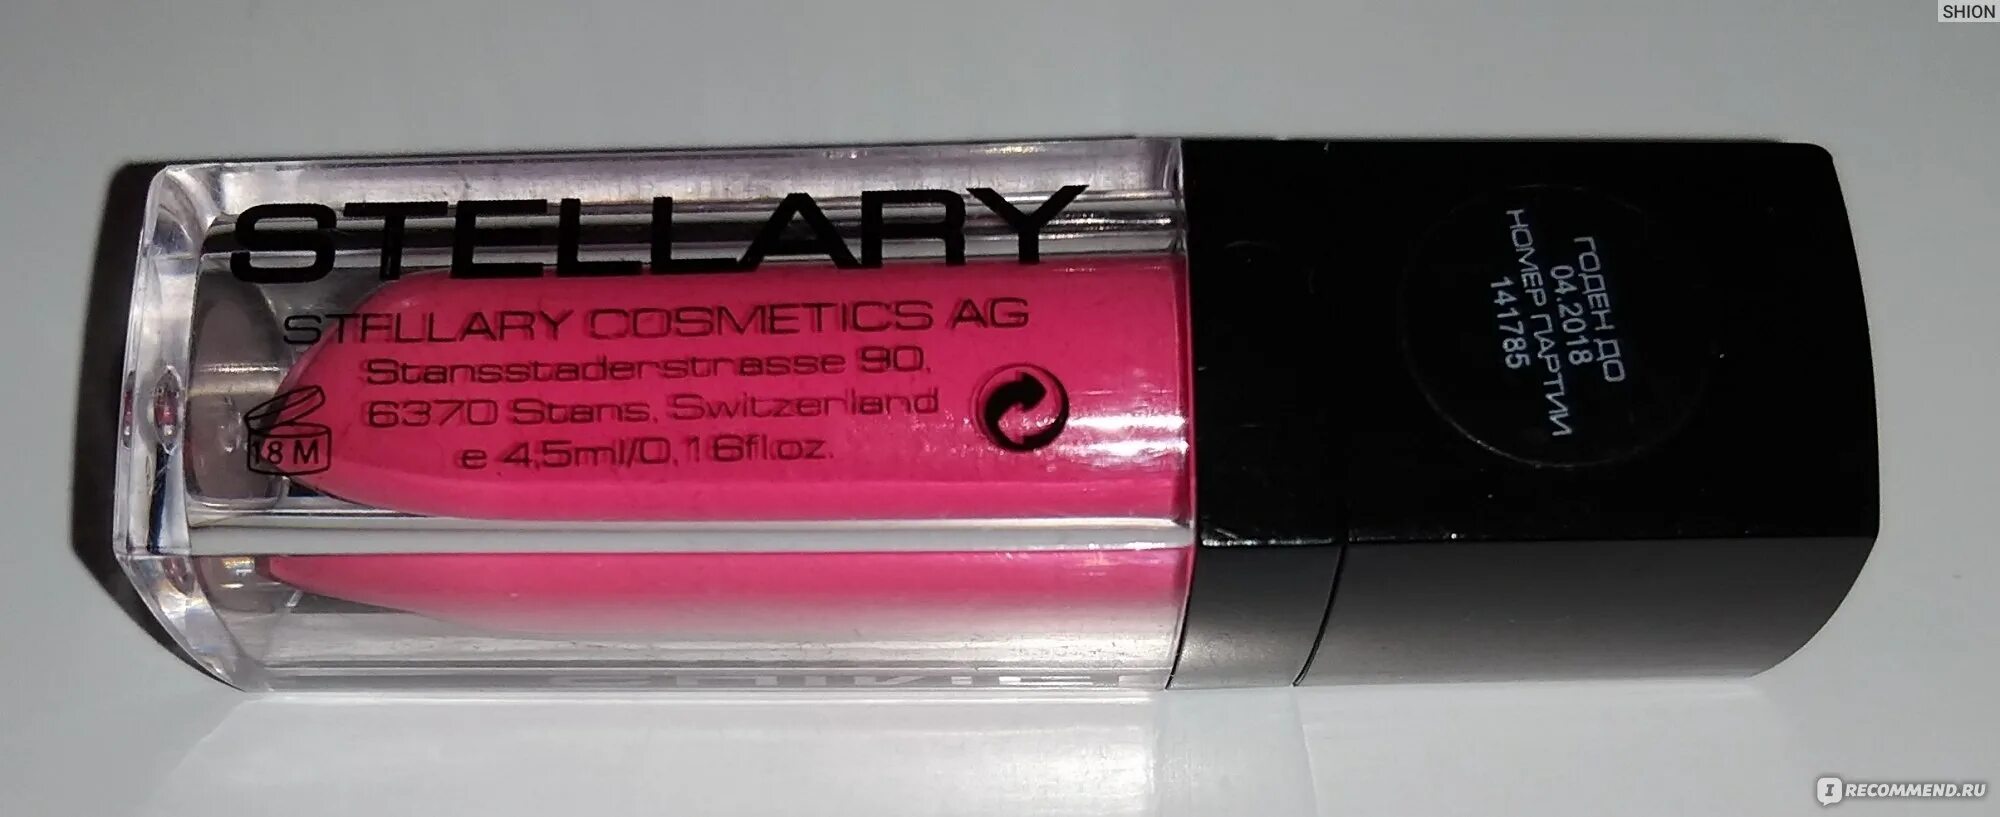 SHION
STELLARY
STELLARY COSMETICS AG
Stansstaderstrasse 90,
6370 Stans, Switzerland
e 4,5ml/0.16fl.oz.
18 M
ГОДЕН ДО
04.2018
НОМЕР ПАРТИИ
141785
I RECOMMEND.RU